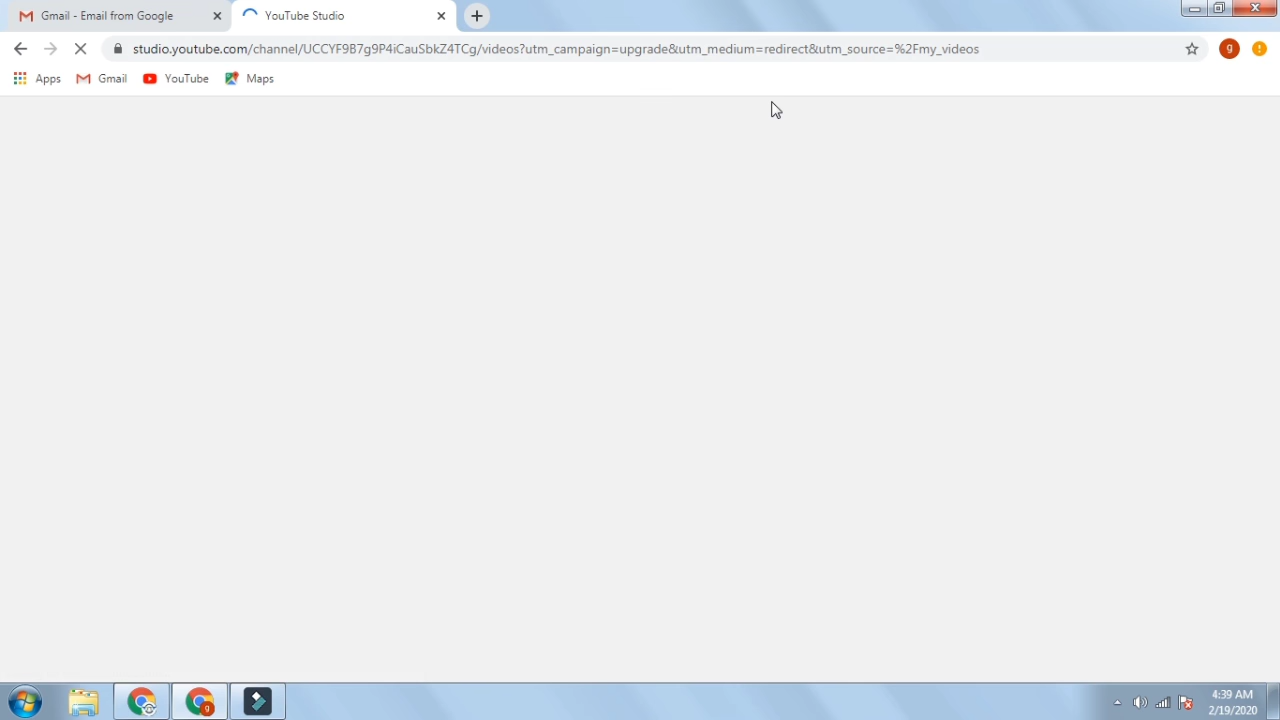 Gmail - Email from Google
YouTube Studio
studio.youtube.com/channel/UCCYF9B7g9P4iCauSbkZ4TCg/videos?utm_campaign=upgrade&utm_medium=redirect&utm_source=%2Fmy_videos
g
Apps
Gmail
YouTube
Maps
g
4:39 AM
2/19/2020